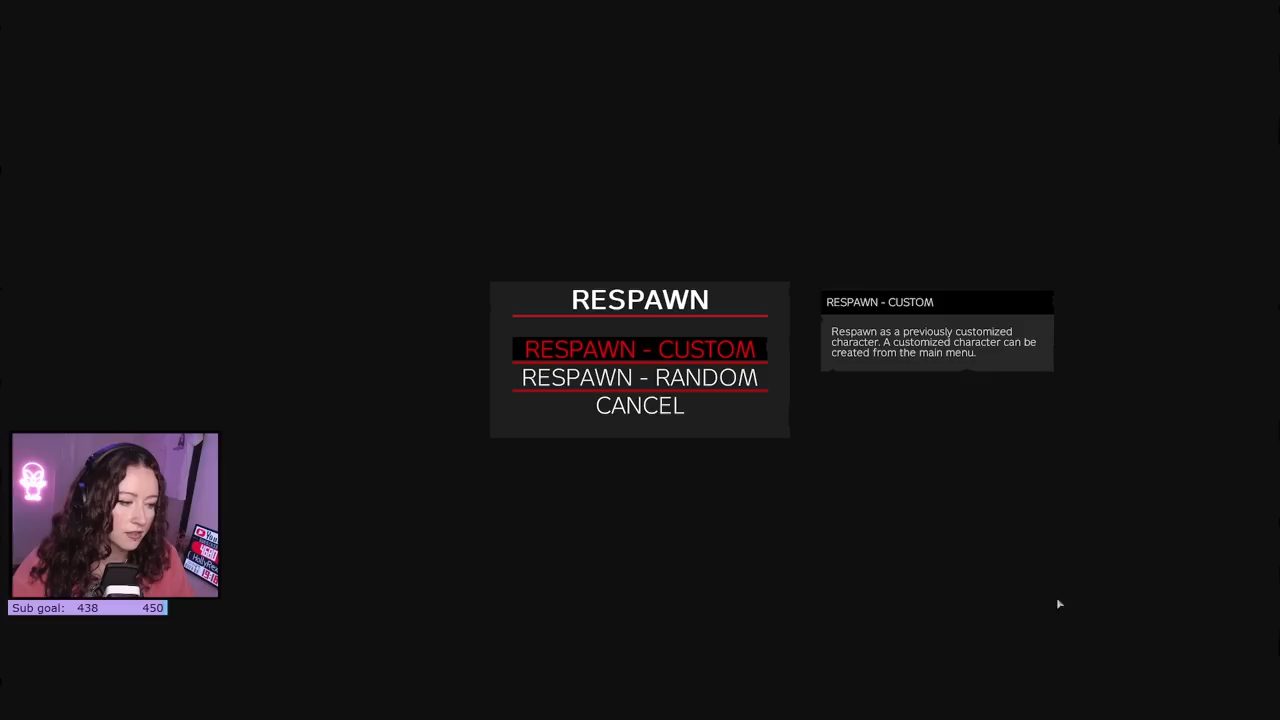 RESPAWN
RESPAWN - CUSTOM
RESPAWN - RANDOM
CANCEL
RESPAWN - CUSTOM
Respawn as a previously customized
character. A customized character can be
created from the main menu.
Sub goal: 438 450